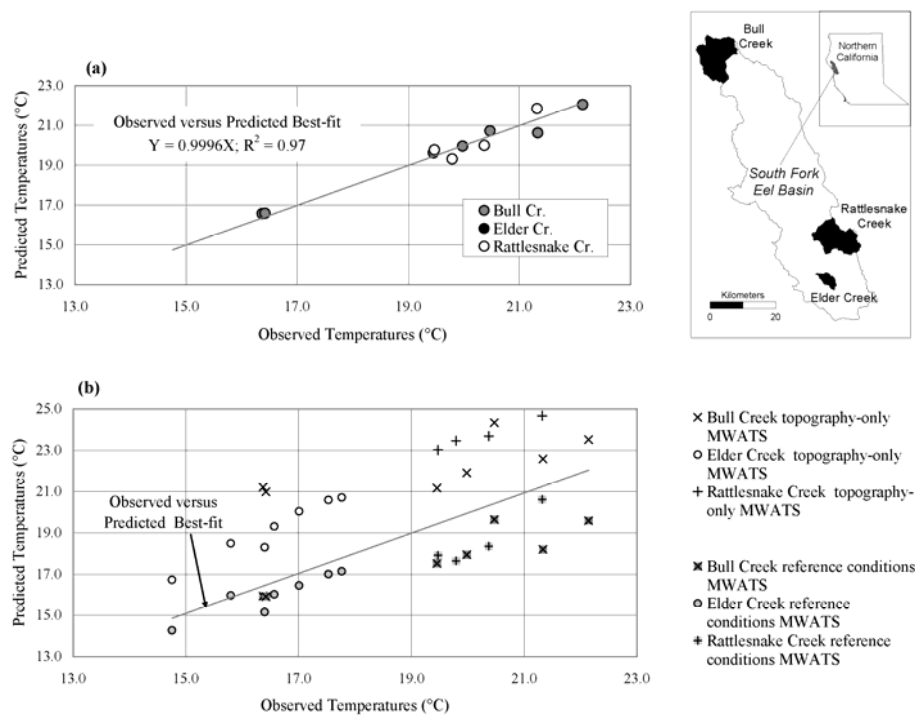 (a)
23.0
21.0
19.0
17.0
15.0
13.0
Predicted Temperatures (°C)
Observed versus Predicted Best-fit
Y = 0.9996X; R² = 0.97
Bull Cr.
Elder Cr.
Rattlesnake Cr.
13.0 15.0 17.0 19.0 21.0 23.0
Observed Temperatures (°C)
Bull
Creek
Northern
California
South Fork
Eel Basin
Rattlesnake
Creek
Elder Creek
Kilometers
0 20
(b)
25.0
23.0
21.0
19.0
17.0
15.0
13.0
Predicted Temperatures (°C)
Observed versus
Predicted Best-fit
13.0 15.0 17.0 19.0 21.0 23.0
Observed Temperatures (°C)
Bull Creek topography-only
MWATS
Elder Creek topography-only
MWATS
Rattlesnake Creek topography-
only MWATS
Bull Creek reference conditions
MWATS
Elder Creek reference
conditions MWATS
Rattlesnake Creek reference
conditions MWATS